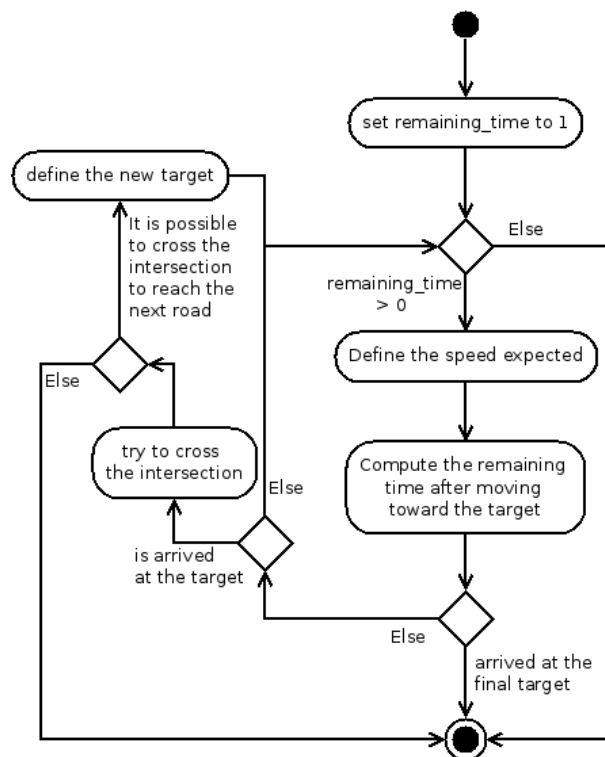 set remaining_time to 1
define the new target
It is possible
to cross the
intersection
to reach the
next road
Else
remaining_time
> 0
Define the speed expected
Else
try to cross
the intersection
Compute the remaining
time after moving
toward the target
Else
is arrived
at the target
Else
arrived at the
final target